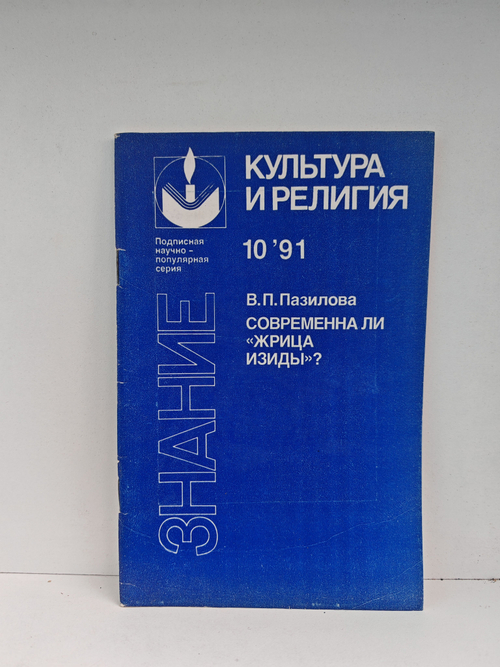 КУЛЬТУРА
И РЕЛИГИЯ
Подписная
научно -
популярная
серия
10 '91
В.П.Пазилова
СОВРЕМЕННА ЛИ
«ЖРИЦА
ИЗИДЫ»?
ЗНАНИЕ